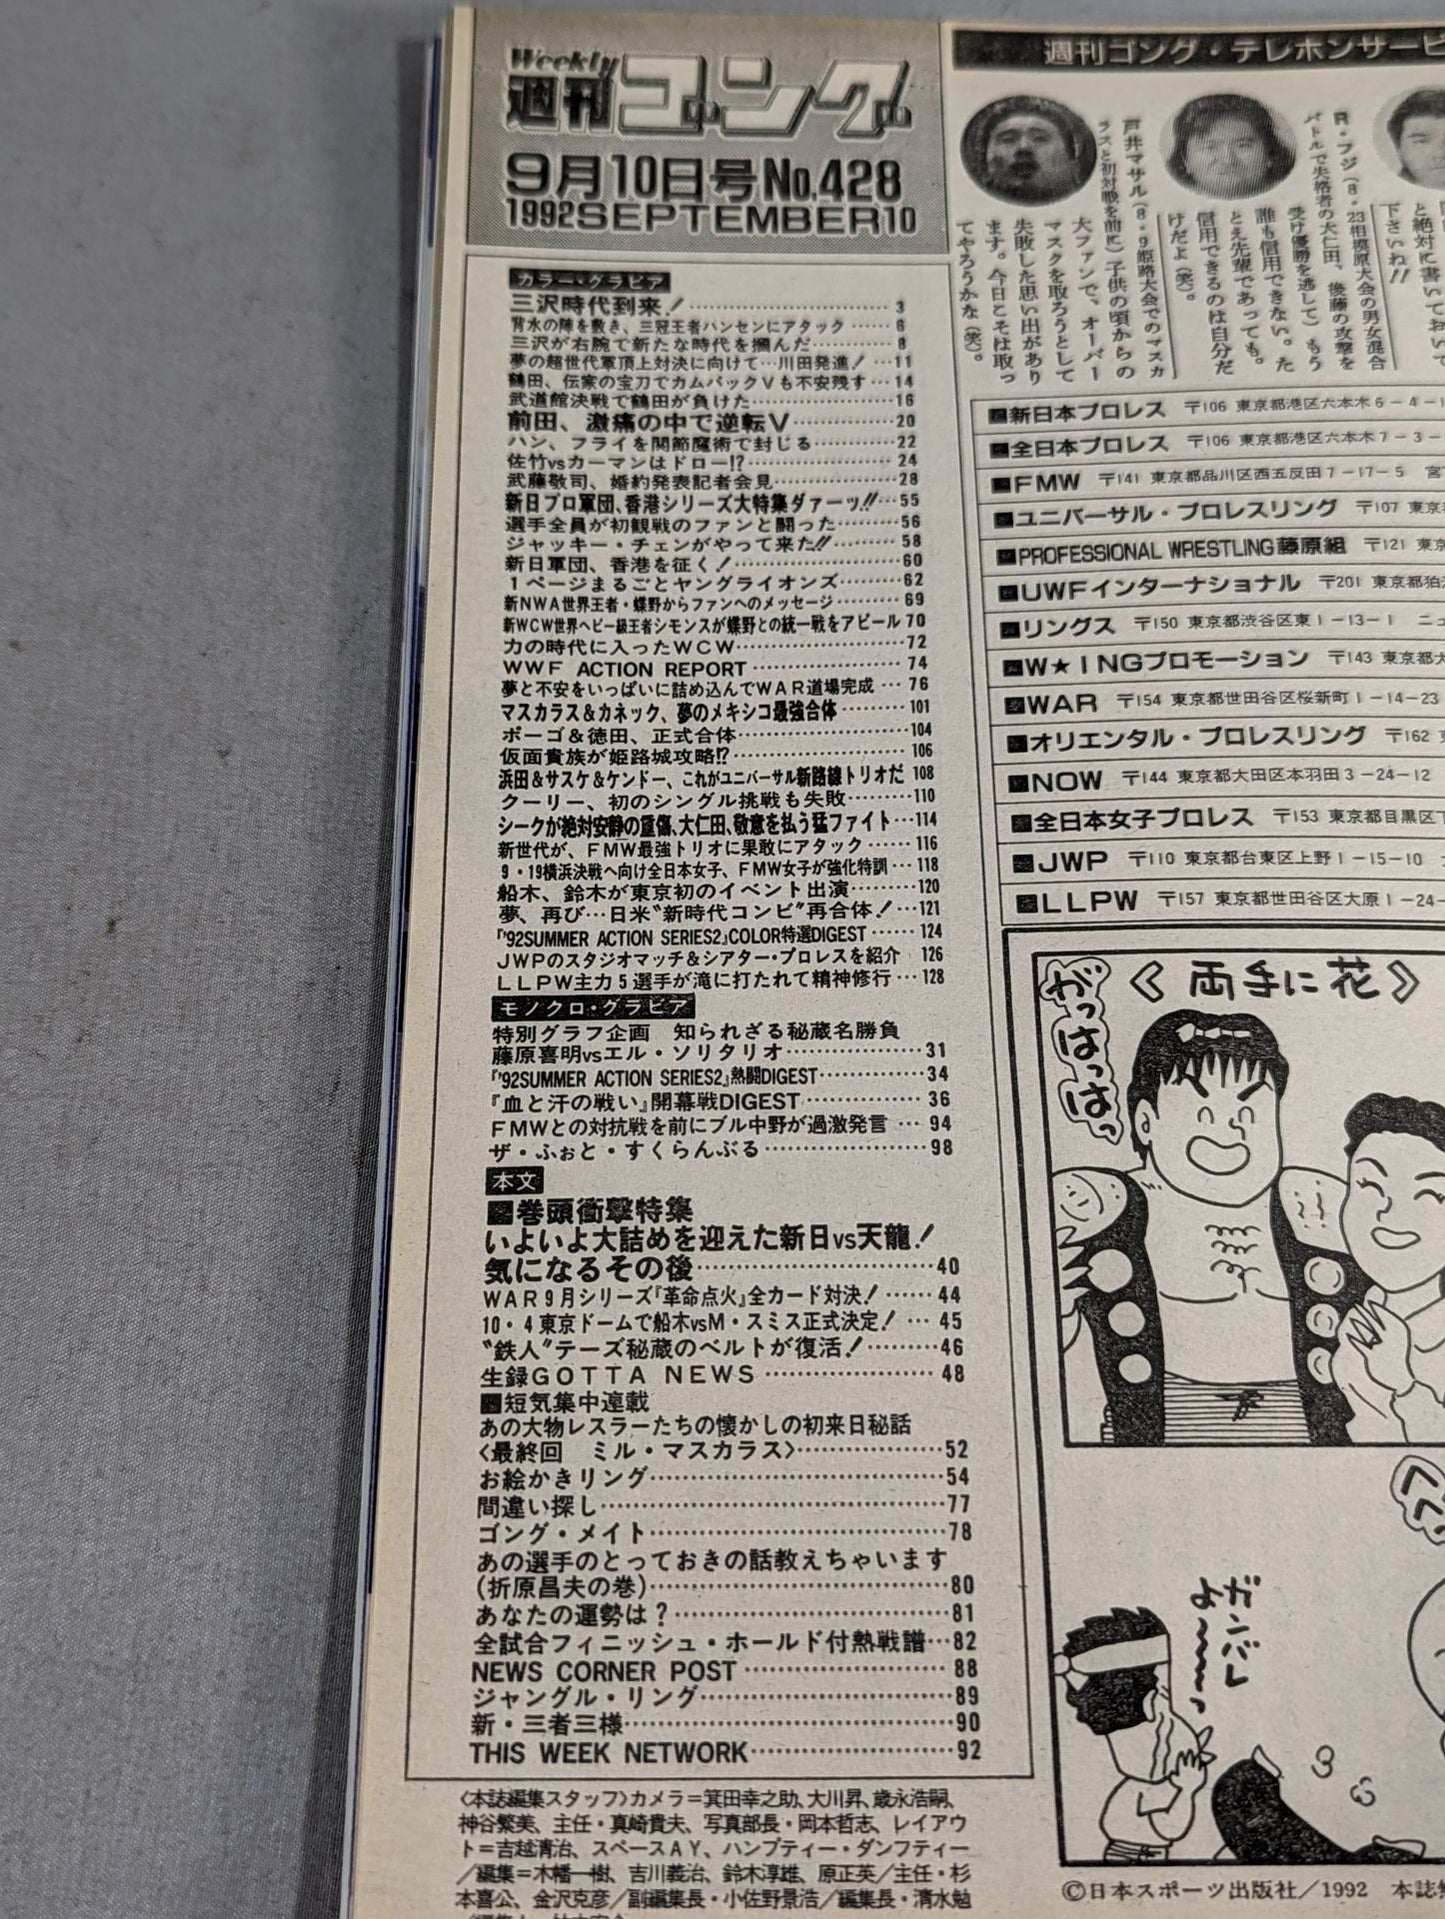 Weekly
週刊ゴング
9月10日号No.428
1992SEPTEMBER10
カラー・グラビア
三沢時代到来!……3
背水の陣を敷き、三冠王者ハンセンにアタック……6
三沢が右腕で新たな時代を掴んだ……8
夢の超世代軍頂上対決に向けて…川田発進!…11
鶴田、伝家の宝刀でカムバックVも不安残す…14
武道館決戦で鶴田が負けた……16
前田、激痛の中で逆転V……20
ハン、フライを関節魔術で封じる……22
佐竹vsカーマンはドロー!?……24
武藤敬司、婚約発表記者会見……28
新日プロ軍団、香港シリーズ大特集ダァーッ!!…55
選手全員が初観戦のファンと闘った……56
ジャッキー・チェンがやって来た!!……58
新日軍団、香港を征く!……60
1ページまるごとヤングライオンズ……62
新NWA世界王者・蝶野からファンへのメッセージ……69
新WCW世界ヘビー級王者シモンスが蝶野との統一戦をアピール 70
力の時代に入ったWCW……72
WWF ACTION REPORT……74
夢と不安をいっぱいに詰め込んでWAR道場完成…76
マスカラス&カネック、夢のメキシコ最強合体……101
ボーゴ&徳田、正式合体……104
仮面貴族が姫路城攻略!?……106
浜田&サスケ&ケンドー、これがユニバーサル新路線トリオだ 108
クーリー、初のシングル挑戦も失敗……110
シークが絶対安静の重傷、大仁田、敬意を払う猛ファイト…114
新世代が、FMW最強トリオに果敢にアタック……116
9・19横浜決戦へ向け全日本女子、FMW女子が強化特訓…118
船木、鈴木が東京初のイベント出演……120
夢、再び…日米"新時代コンビ"再合体!…121
『'92SUMMER ACTION SERIES2』COLOR特選DIGEST……124
JWPのスタジオマッチ&シアター・プロレスを紹介 126
LLPW主力5選手が滝に打たれて精神修行…128
モノクロ・グラビア
特別グラフ企画 知られざる秘蔵名勝負
藤原喜明vsエル・ソリタリオ……31
『'92SUMMER ACTION SERIES2』熱闘DIGEST……34
『血と汗の戦い』開幕戦DIGEST……36
FMWとの対抗戦を前にブル中野が過激発言…94
ザ・ふぉと・すくらんぶる……98
本文
巻頭衝撃特集
いよいよ大詰めを迎えた新日vs天龍!
気になるその後……40
WAR9月シリーズ『革命点火』全カード対決!……44
10・4東京ドームで船木vsM・スミス正式決定!…45
"鉄人"テーズ秘蔵のベルトが復活!……46
生録GOTTA NEWS……48
短気集中連載
あの大物レスラーたちの懐かしの初来日秘話
〈最終回 ミル・マスカラス〉……52
お絵かきリング……54
間違い探し……77
ゴング・メイト……78
あの選手のとっておきの話教えちゃいます
(折原昌夫の巻)……80
あなたの運勢は?……81
全試合フィニッシュ・ホールド付熱戦譜…82
NEWS CORNER POST……88
ジャングル・リング……89
新・三者三様……90
THIS WEEK NETWORK……92
〈本誌編集スタッフ〉カメラ=箕田幸之助、大川昇、歳永浩嗣、
神谷繁美、主任・真崎貴夫、写真部長・岡本哲志、レイアウ
ト=吉越清治、スペースAY、ハンプティー・ダンプティー
/編集=木幡一樹、吉川義治、鈴木淳雄、原正英/主任・杉
本喜公、金沢克彦/副編集長・小佐野景浩/編集長・清水勉
週刊ゴング・テレホンサービ
戸井マサル(8・9姫路大会でのマスカ
ラスと初対戦を前に)子供の頃からの
大ファンで、オーバー
マスクを取ろうとして
失敗した思い出があり
ます。今日こそは取っ
てやろうかな(笑)。
R・フジ(8・23相模原大会の男女混合
バトルで失格者の大仁田、後藤の攻撃を
受け優勝を逃して)もう
誰も信用できない。た
とえ先輩であっても。
信用できるのは自分だ
けだよ(笑)。
と絶対に書いておいて
下さいね!!
新日本プロレス 〒106 東京都港区六本木6-4-1
全日本プロレス 〒106 東京都港区六本木7-3-
FMW 〒141 東京都品川区西五反田7-17-5 宮
ユニバーサル・プロレスリング 〒107 東京
PROFESSIONAL WRESTLING藤原組 〒121 東京
UWFインターナショナル 〒201 東京都狛
リングス 〒150 東京都渋谷区東1-13-1 ニュ
W★INGプロモーション 〒143 東京都大
WAR 〒154 東京都世田谷区桜新町1-14-23
オリエンタル・プロレスリング 〒162
NOW 〒144 東京都大田区本羽田3-24-12
全日本女子プロレス 〒153 東京都目黒区下
JWP 〒110 東京都台東区上野1-15-10
LLPW 〒157 東京都世田谷区大原1-24-
〈両手に花〉
がっはっはっはっ
ガンバレ
よ〜〜っ
©日本スポーツ出版社/1992 本誌